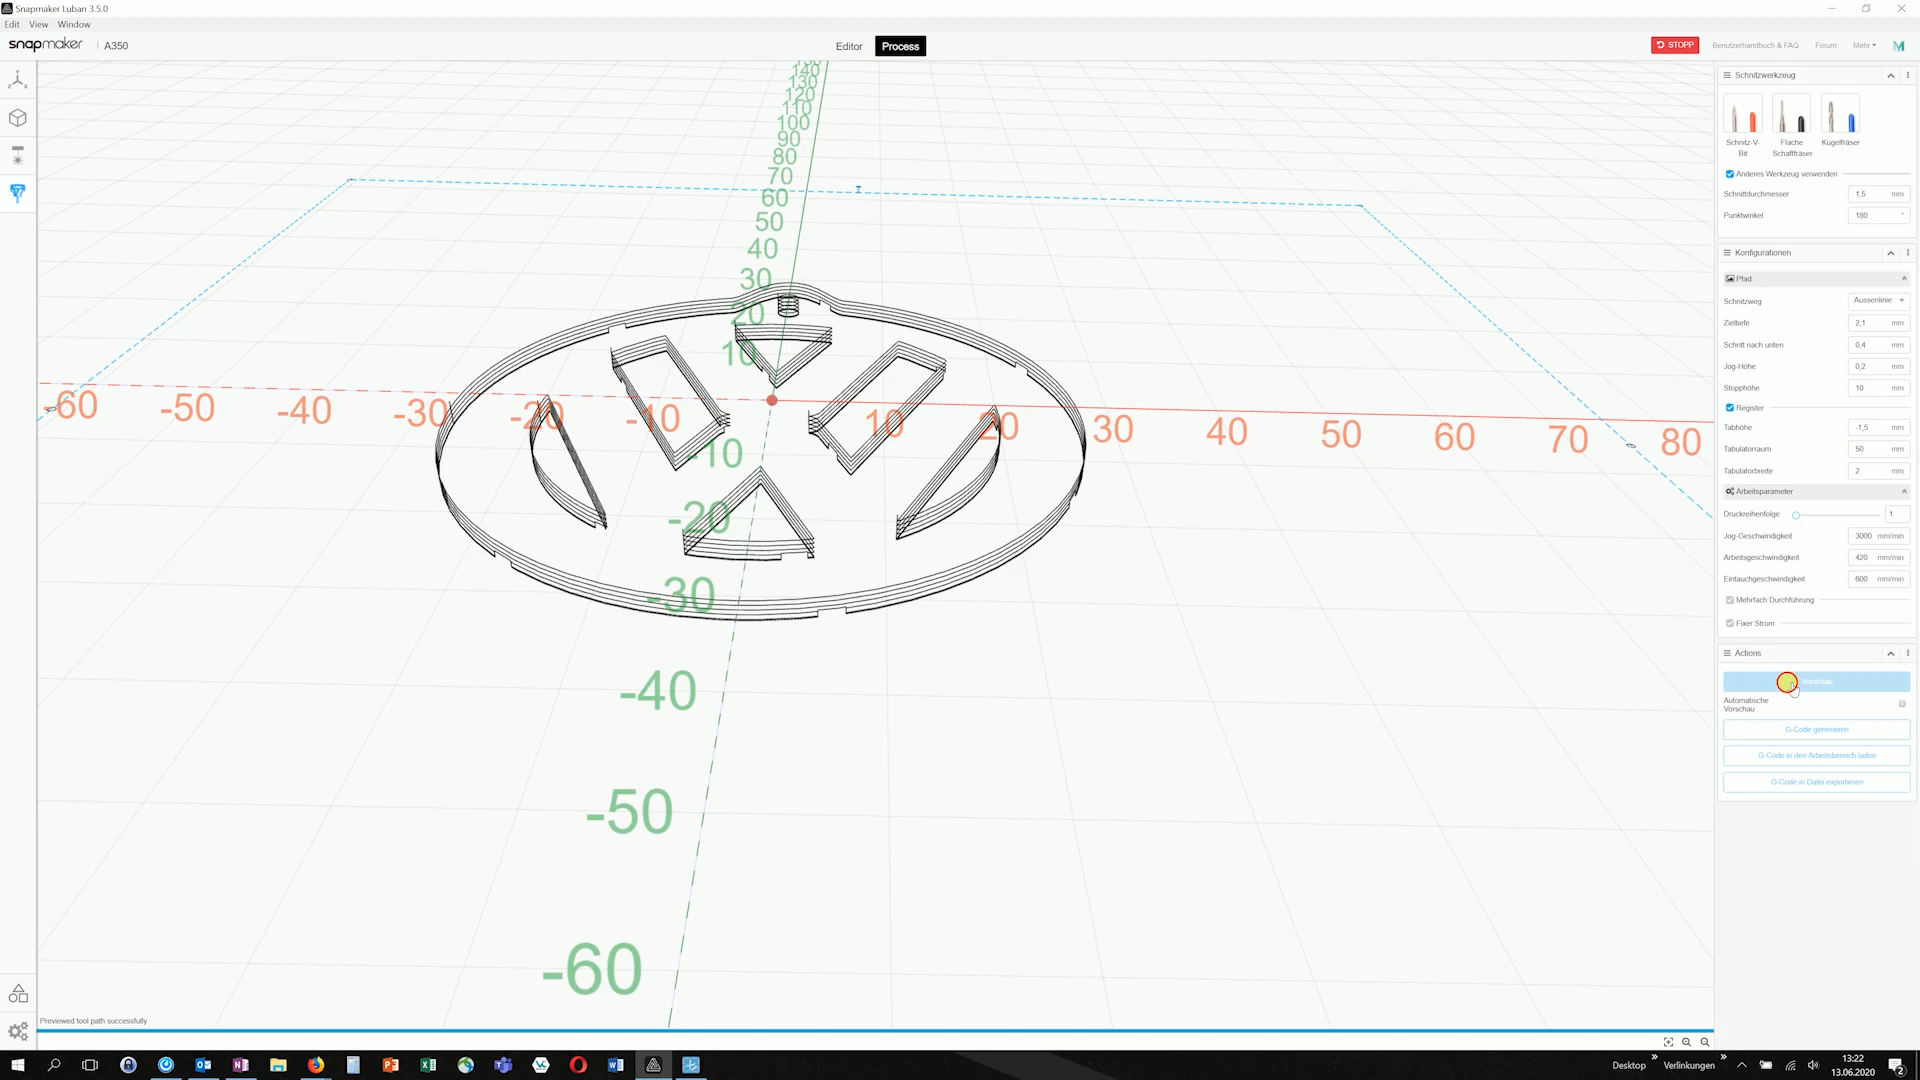 Snapmaker Luban 3.5.0
Edit View Window
snapmaker | A350
Editor Process
STOPP Benutzerhandbuch & FAQ Forum Mehr
Schnitzwerkzeug
Schnitz-V-Bit Flache Schaftfräser Kugelfräser
Anderes Werkzeug verwenden
Schnittdurchmesser 1,5 mm
Punktwinkel 180 °
Konfigurationen
Pfad
Schnitzweg Aussenlinie
Zieltiefe 2,1 mm
Schritt nach unten 0,4 mm
Jog-Höhe 0,2 mm
Stopphöhe 10 mm
Register
Tabhöhe -1,5 mm
Tabulatorraum 50 mm
Tabulatorbreite 2 mm
Arbeitsparameter
Druckreihenfolge 1
Jog-Geschwindigkeit 3000 mm/min
Arbeitsgeschwindigkeit 420 mm/min
Eintauchgeschwindigkeit 600 mm/min
Mehrfach Durchführung
Fixer Strom
Actions
Vorschau
Automatische Vorschau
G-Code generieren
G-Code in den Arbeitsbereich laden
G-Code in Datei exportieren
140
130
120
110
100
90
80
70
60
50
40
30
20
10
-60 -50 -40 -30 -20 -10 10 20 30 40 50 60 70 80
-10
-20
-30
-40
-50
-60
Previewed tool path successfully
Desktop » Verlinkungen » 13:22
13.06.2020 2